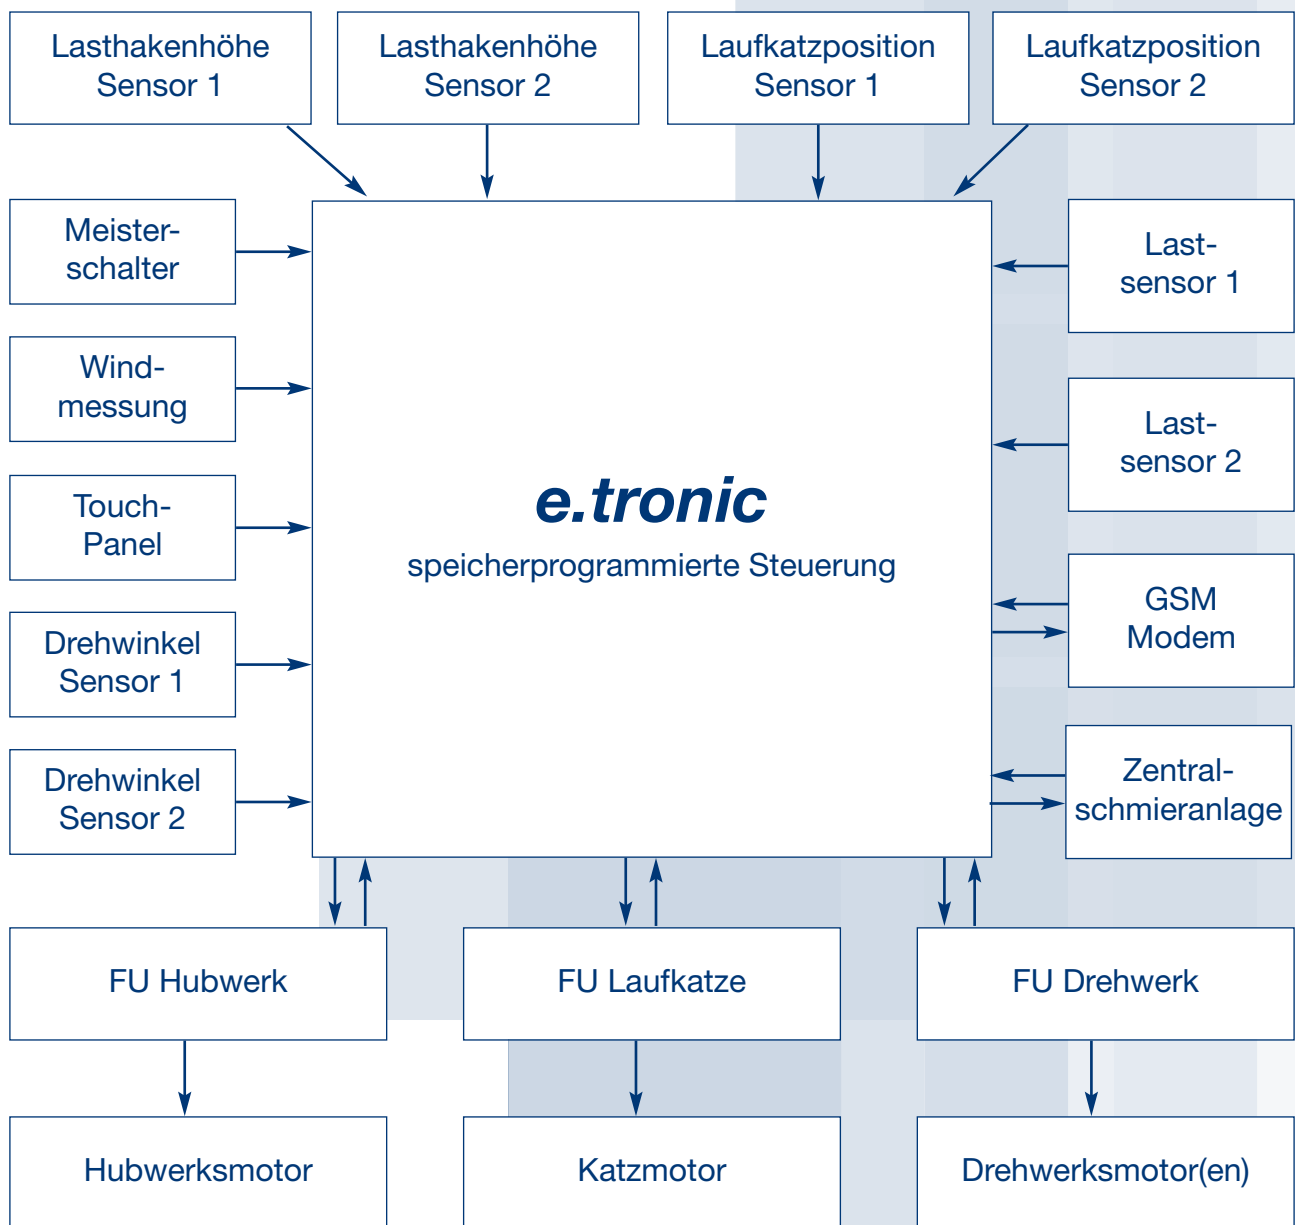 Lasthakenhöhe
Sensor 1
Lasthakenhöhe
Sensor 2
Laufkatzposition
Sensor 1
Laufkatzposition
Sensor 2
Meister-
schalter
Wind-
messung
Touch-
Panel
Drehwinkel
Sensor 1
Drehwinkel
Sensor 2
e.tronic
speicherprogrammierte Steuerung
Last-
sensor 1
Last-
sensor 2
GSM
Modem
Zentral-
schmieranlage
FU Hubwerk
FU Laufkatze
FU Drehwerk
Hubwerksmotor
Katzmotor
Drehwerksmotor(en)